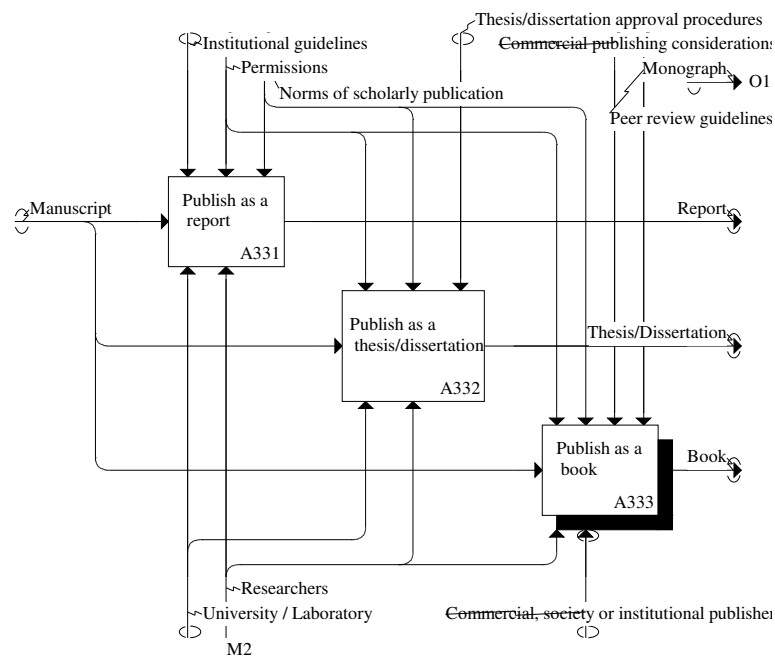 Thesis/dissertation approval procedures
Institutional guidelines
Commercial publishing considerations
Permissions
Monograph
O1
Norms of scholarly publication
Peer review guidelines
Publish as a
report
A331
Manuscript
Report
Publish as a
thesis/dissertation
A332
Thesis/Dissertation
Publish as a
book
A333
Book
Researchers
University / Laboratory
Commercial, society or institutional publisher
M2